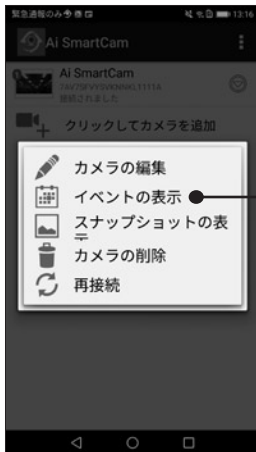 緊急通報のみ
13:16
Ai SmartCam
Ai SmartCam
接続されました
クリックしてカメラを追加
カメラの編集
イベントの表示
スナップショットの表
示
カメラの削除
再接続